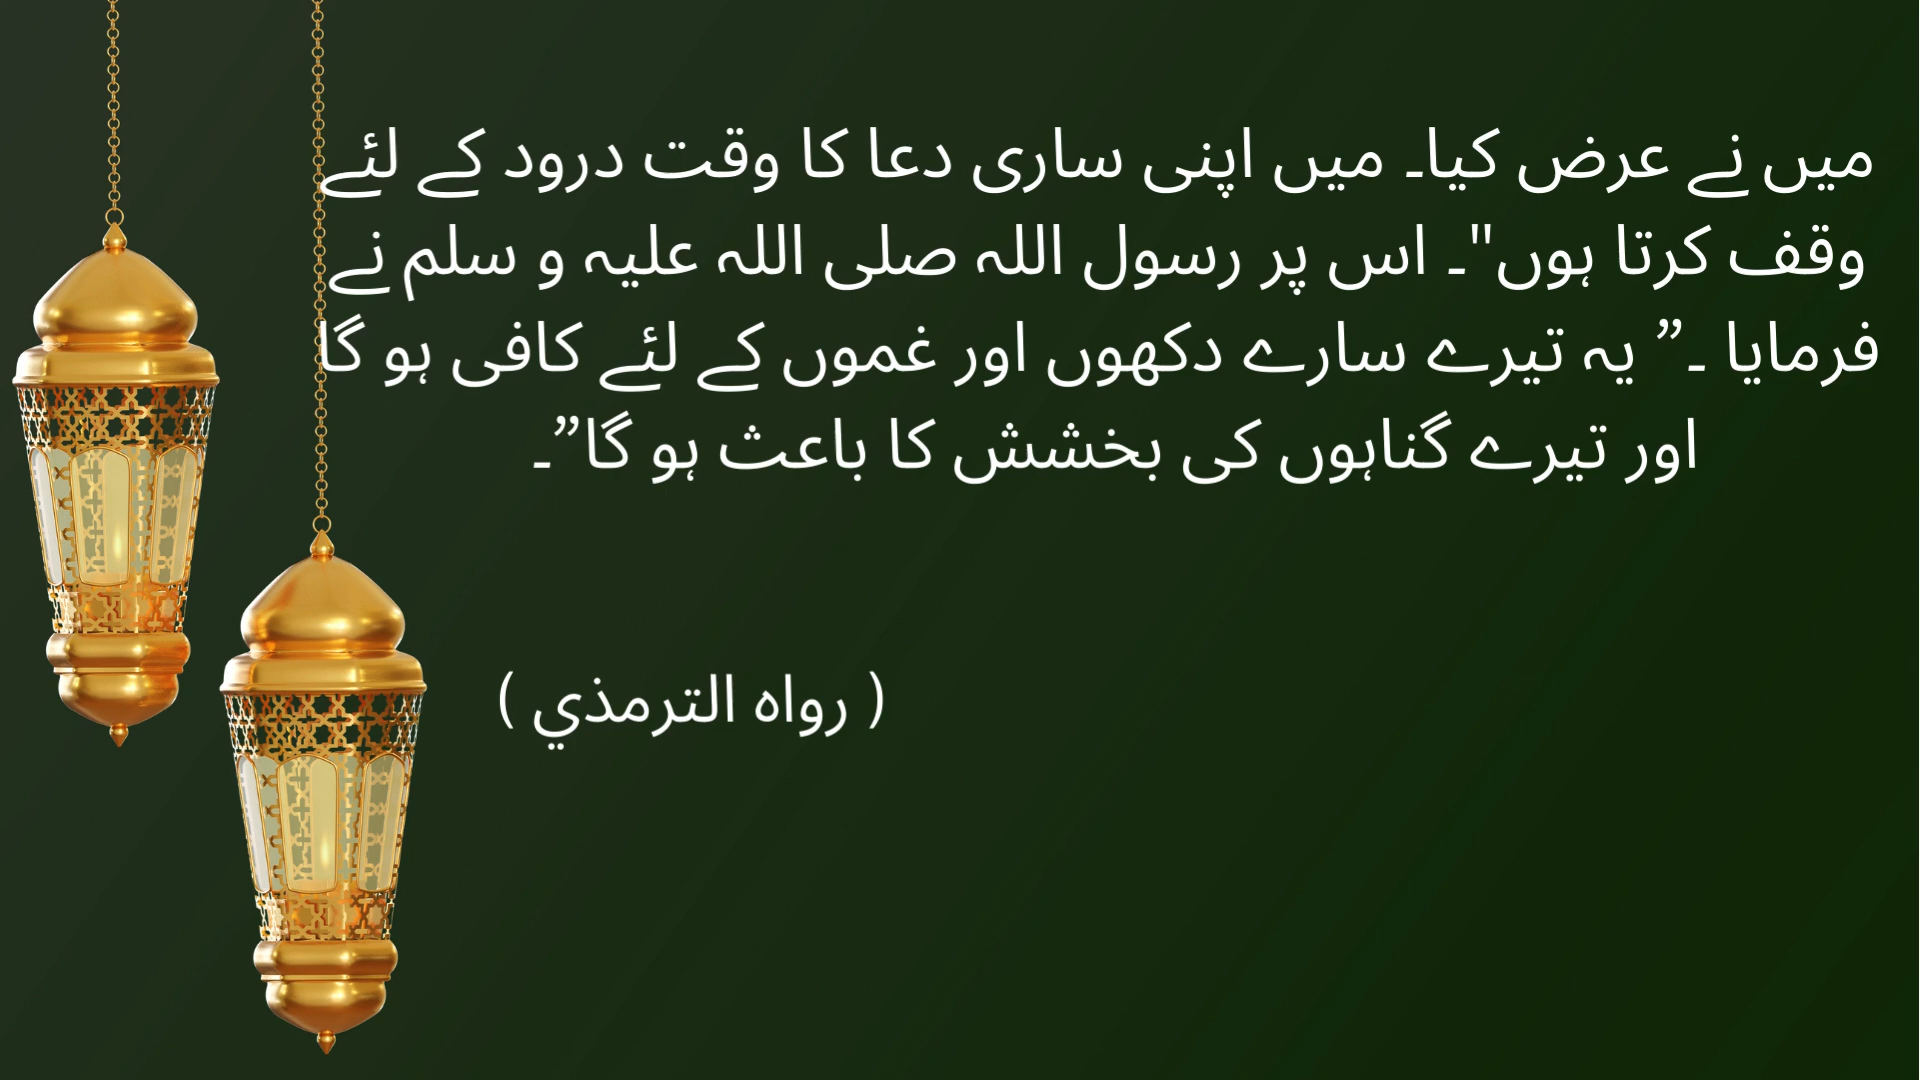 میں نے عرض کیا۔ میں اپنی ساری دعا کا وقت درود کے لئے
وقف کرتا ہوں"۔ اس پر رسول اللہ صلی اللہ علیہ و سلم نے
فرمایا ۔” یہ تیرے سارے دکھوں اور غموں کے لئے کافی ہو گا
اور تیرے گناہوں کی بخشش کا باعث ہو گا”۔
( رواه الترمذي )